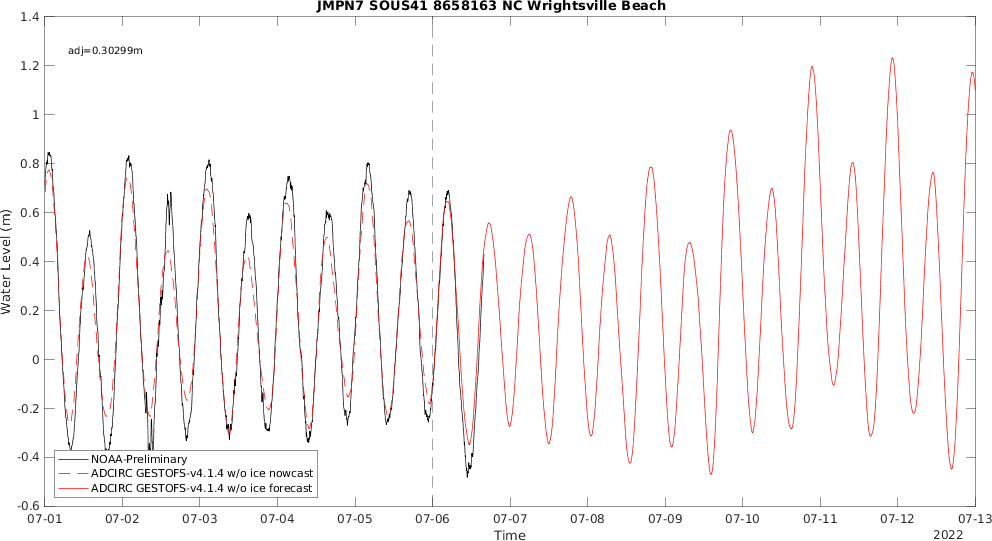 JMPN7 SOUS41 8658163 NC Wrightsville Beach
adj=0.30299m
1.4
1.2
1
0.8
0.6
0.4
0.2
0
-0.2
-0.4
-0.6
Water Level (m)
NOAA-Preliminary
ADCIRC GESTOFS-v4.1.4 w/o ice nowcast
ADCIRC GESTOFS-v4.1.4 w/o ice forecast
07-01 07-02 07-03 07-04 07-05 07-06 07-07 07-08 07-09 07-10 07-11 07-12 07-13
Time
2022